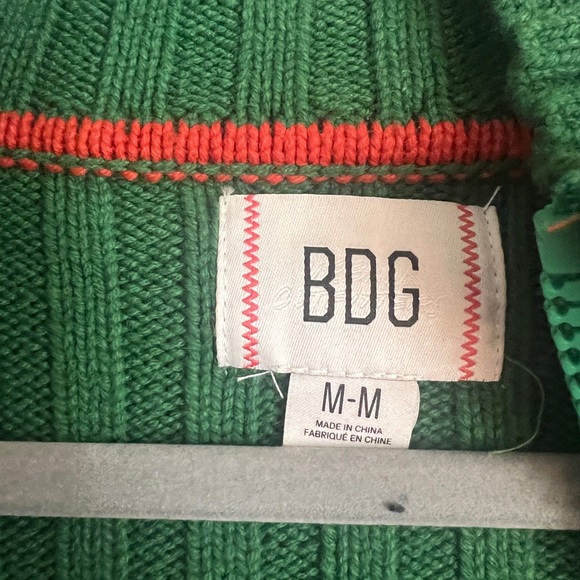 BDG
M-M
MADE IN CHINA
FABRIQUÉ EN CHINE